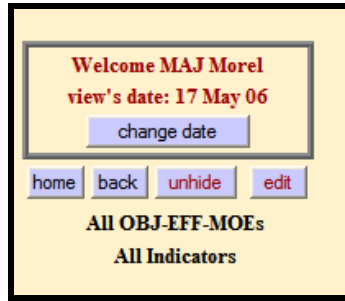 Welcome MAJ Morel
view's date: 17 May 06
change date
home back unhide edit
All OBJ-EFF-MOEs
All Indicators